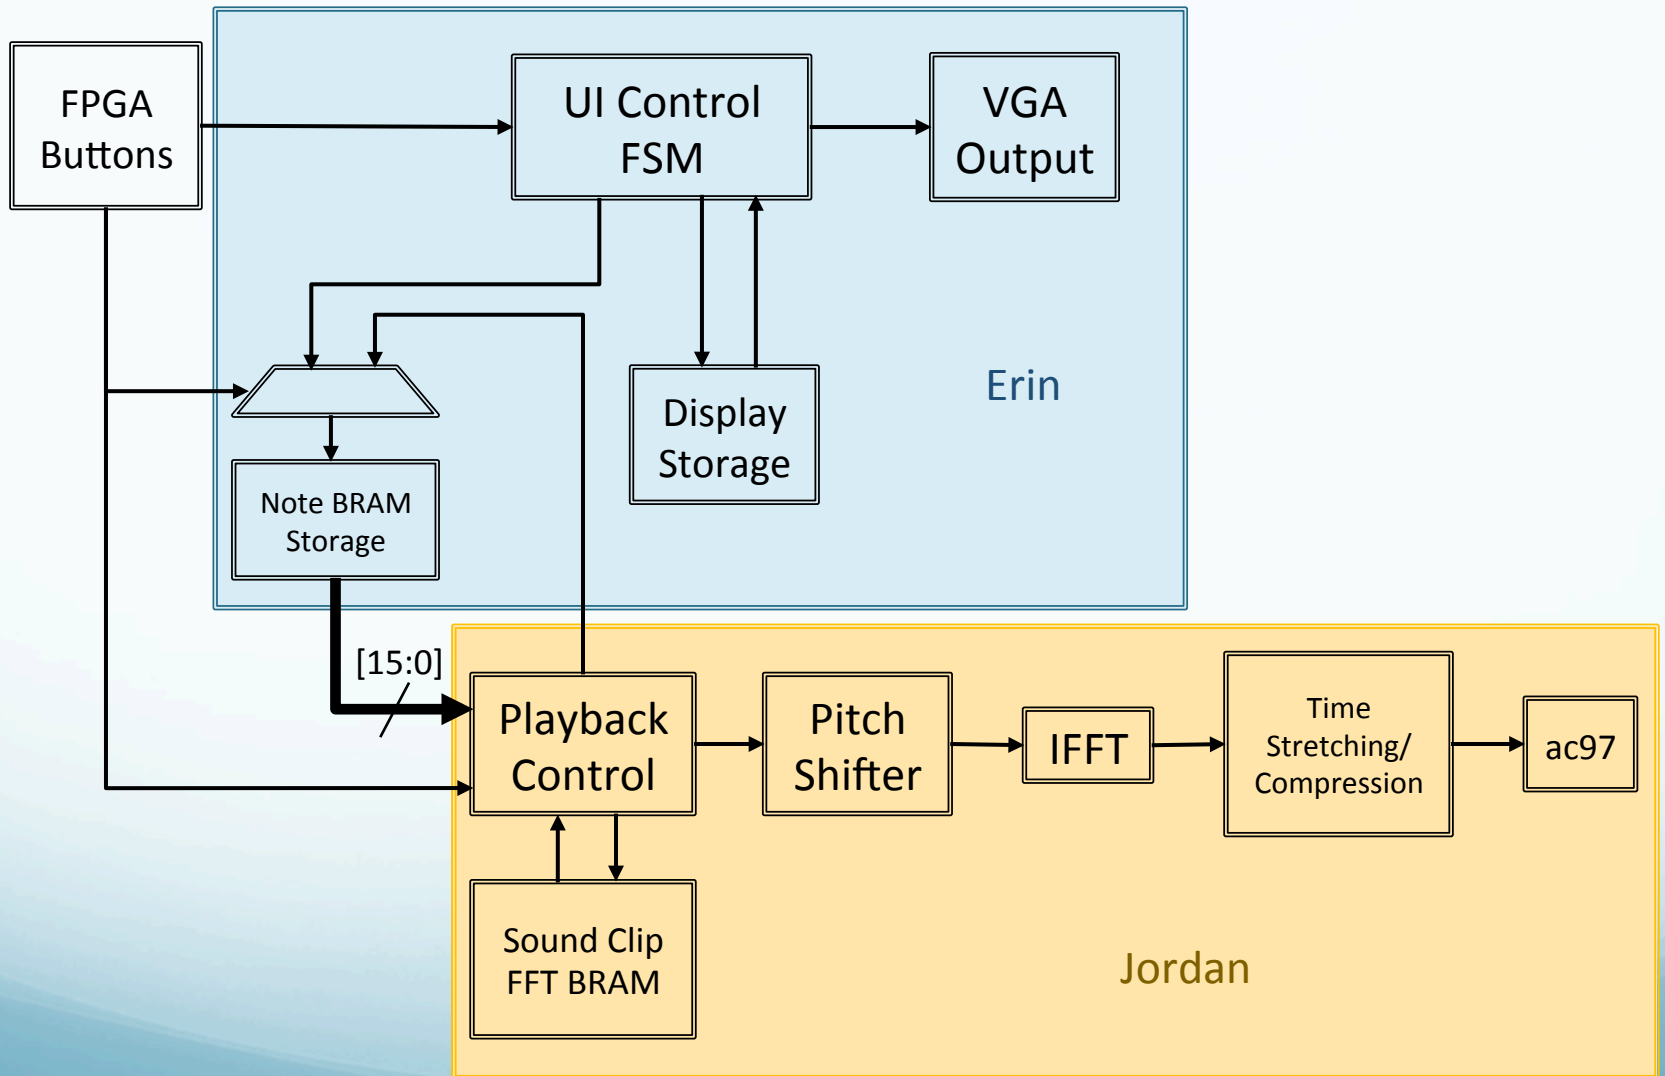 FPGA
Buttons
UI Control
FSM
VGA
Output
Erin
Display
Storage
Note BRAM
Storage
[15:0]
Playback
Control
Pitch
Shifter
IFFT
Time
Stretching/
Compression
ac97
Sound Clip
FFT BRAM
Jordan